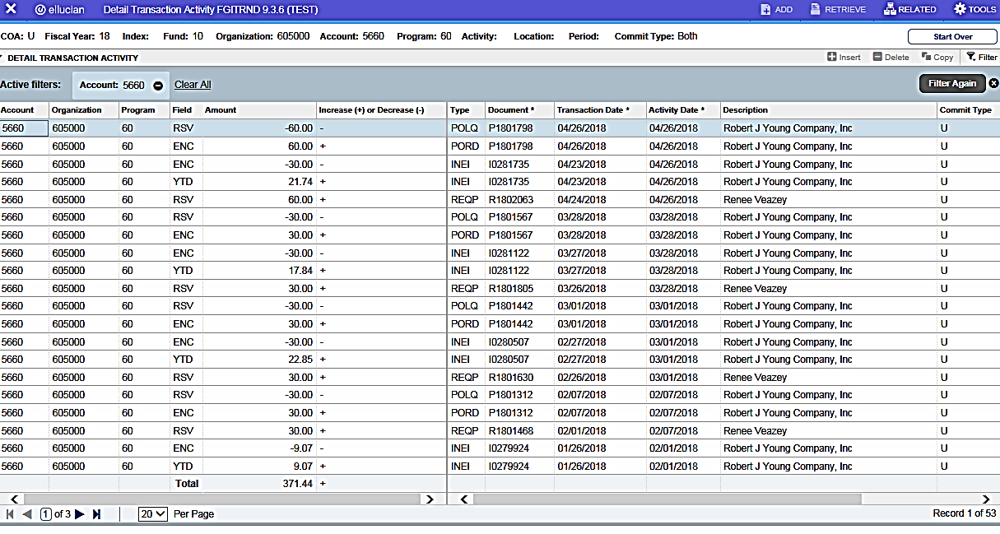 ellucian Detail Transaction Activity FGITRND 9.3.6 (TEST) ADD RETRIEVE RELATED TOOLS
COA: U Fiscal Year: 18 Index: Fund: 10 Organization: 605000 Account: 5660 Program: 60 Activity: Location: Period: Commit Type: Both Start Over
DETAIL TRANSACTION ACTIVITY Insert Delete Copy Filter
Active filters: Account: 5660 Clear All Filter Again
Account Organization Program Field Amount Increase (+) or Decrease (-) Type Document * Transaction Date * Activity Date * Description Commit Type
5660 605000 60 RSV -60.00 - POLQ P1801798 04/26/2018 04/26/2018 Robert J Young Company, Inc U
5660 605000 60 ENC 60.00 + PORD P1801798 04/26/2018 04/26/2018 Robert J Young Company, Inc U
5660 605000 60 ENC -30.00 - INEI I0281735 04/23/2018 04/26/2018 Robert J Young Company, Inc U
5660 605000 60 YTD 21.74 + INEI I0281735 04/23/2018 04/26/2018 Robert J Young Company, Inc U
5660 605000 60 RSV 60.00 + REQP R1802063 04/24/2018 04/26/2018 Renee Veazey U
5660 605000 60 RSV -30.00 - POLQ P1801567 03/28/2018 03/28/2018 Robert J Young Company, Inc U
5660 605000 60 ENC 30.00 + PORD P1801567 03/28/2018 03/28/2018 Robert J Young Company, Inc U
5660 605000 60 ENC -30.00 - INEI I0281122 03/27/2018 03/28/2018 Robert J Young Company, Inc U
5660 605000 60 YTD 17.84 + INEI I0281122 03/27/2018 03/28/2018 Robert J Young Company, Inc U
5660 605000 60 RSV 30.00 + REQP R1801805 03/26/2018 03/28/2018 Renee Veazey U
5660 605000 60 RSV -30.00 - POLQ P1801442 03/01/2018 03/01/2018 Robert J Young Company, Inc U
5660 605000 60 ENC 30.00 + PORD P1801442 03/01/2018 03/01/2018 Robert J Young Company, Inc U
5660 605000 60 ENC -30.00 - INEI I0280507 02/27/2018 03/01/2018 Robert J Young Company, Inc U
5660 605000 60 YTD 22.85 + INEI I0280507 02/27/2018 03/01/2018 Robert J Young Company, Inc U
5660 605000 60 RSV 30.00 + REQP R1801630 02/26/2018 03/01/2018 Renee Veazey U
5660 605000 60 RSV -30.00 - POLQ P1801312 02/07/2018 02/07/2018 Robert J Young Company, Inc U
5660 605000 60 ENC 30.00 + PORD P1801312 02/07/2018 02/07/2018 Robert J Young Company, Inc U
5660 605000 60 RSV 30.00 + REQP R1801468 02/01/2018 02/07/2018 Renee Veazey U
5660 605000 60 ENC -9.07 - INEI I0279924 01/26/2018 02/01/2018 Robert J Young Company, Inc U
5660 605000 60 YTD 9.07 + INEI I0279924 01/26/2018 02/01/2018 Robert J Young Company, Inc U
Total 371.44 +
1 of 3 20 Per Page Record 1 of 53